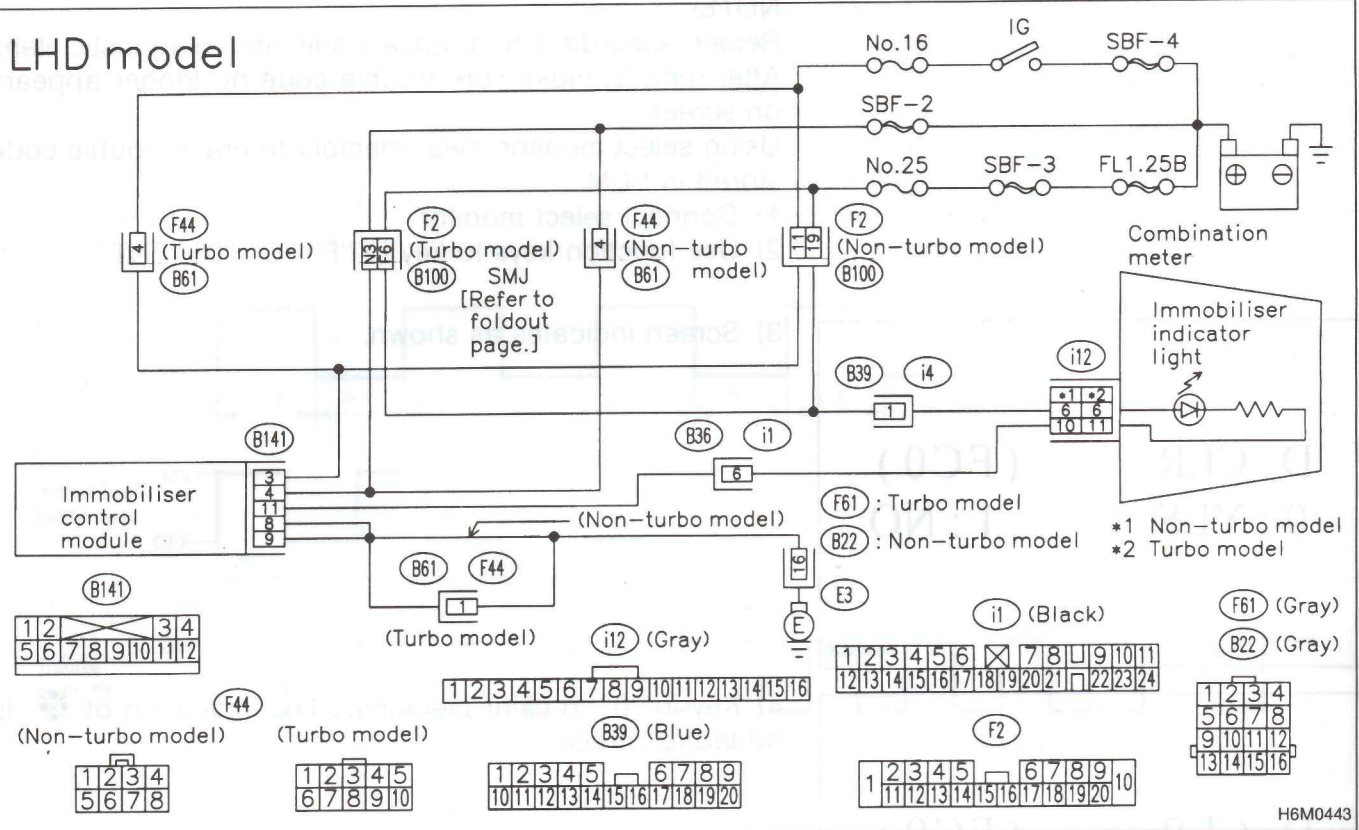 LHD model
No.16
IG
SBF-4
SBF-2
No.25
SBF-3
FL1.25B
F44
4
(Turbo model)
B61
F2
N3 F6
(Turbo model)
B100
SMJ
[Refer to
foldout
page.]
F44
4
(Non-turbo
model)
B61
F2
1 19
(Non-turbo model)
B100
Combination
meter
Immobiliser
indicator
light
i12
*1 *2
6 6
10 11
B39 i4
1
B36 i1
6
B141
3
4
11
8
9
Immobiliser
control
module
(Non-turbo model)
B61 F44
1
(Turbo model)
F61 : Turbo model
B22 : Non-turbo model
16
E3
E
*1 Non-turbo model
*2 Turbo model
B141
1 2 3 4
5 6 7 8 9 10 11 12
F44
(Non-turbo model)
1 2 3 4
5 6 7 8
(Turbo model)
1 2 3 4 5
6 7 8 9 10
i12 (Gray)
1 2 3 4 5 6 7 8 9 10 11 12 13 14 15 16
B39 (Blue)
1 2 3 4 5 6 7 8 9
10 11 12 13 14 15 16 17 18 19 20
i1 (Black)
1 2 3 4 5 6 7 8 9 10 11
12 13 14 15 16 17 18 19 20 21 22 23 24
F2
1 2 3 4 5 6 7 8 9 10
11 12 13 14 15 16 17 18 19 20
F61 (Gray)
B22 (Gray)
1 2 3 4
5 6 7 8
9 10 11 12
13 14 15 16
H6M0443